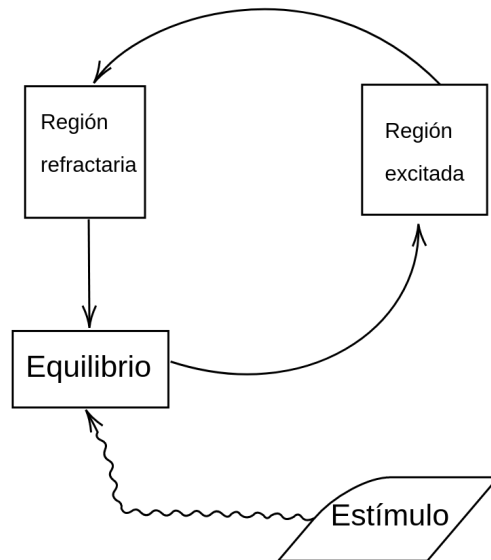 Región
refractaria
Región
excitada
Equilibrio
Estímulo